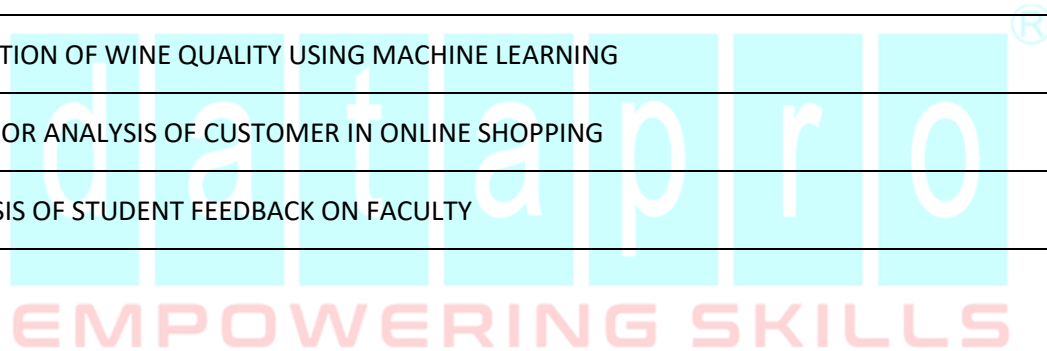 ®
TION OF WINE QUALITY USING MACHINE LEARNING
OR ANALYSIS OF CUSTOMER IN ONLINE SHOPPING
SIS OF STUDENT FEEDBACK ON FACULTY
datapro
EMPOWERING SKILLS